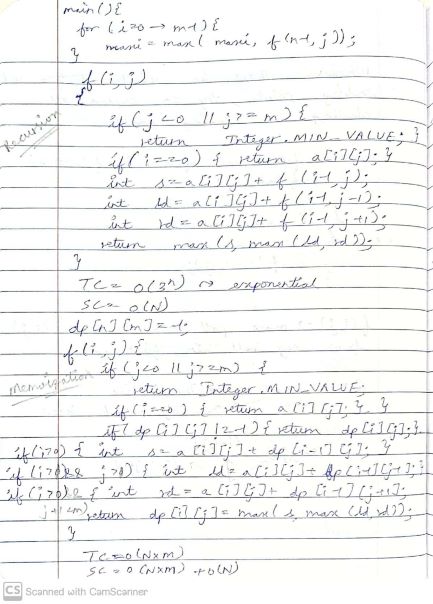 main(){
for (i=0 → m-1){
maxi = max( maxi, f(n-1, j));
}
f(i, j)
{
Recursion
if (j<0 || j>=m){
return Integer.MIN_VALUE; }
if(i==0) { return a[i][j]; }
int s=a[i][j]+ f(i-1, j);
int ld=a[i][j]+ f(i-1, j-1);
int rd=a[i][j]+ f(i-1, j+1);
return max(s, max(ld, rd));
}
TC= O(3ⁿ) → exponential
SC= O(N)
dp[n][m]=-1;
f(i,j){
if (j<0 || j>=m) {
Memoization
return Integer.MIN_VALUE;
if(i==0) { return a[i][j]; } }
if( dp[i][j] !=-1){ return dp[i][j]; }
if(i>0) { int s=a[i][j]+ dp[i-1][j]; }
if(i>0 && j>0) { int ld=a[i][j]+ dp[i-1][j-1];
if(i>0)& { int rd=a[i][j]+ dp[i-1][j+1];
j+1<m) return dp[i][j]= max(s, max(ld, rd));
}
TC=O(N×M)
SC=O(N×M) +O(N)
CS Scanned with CamScanner